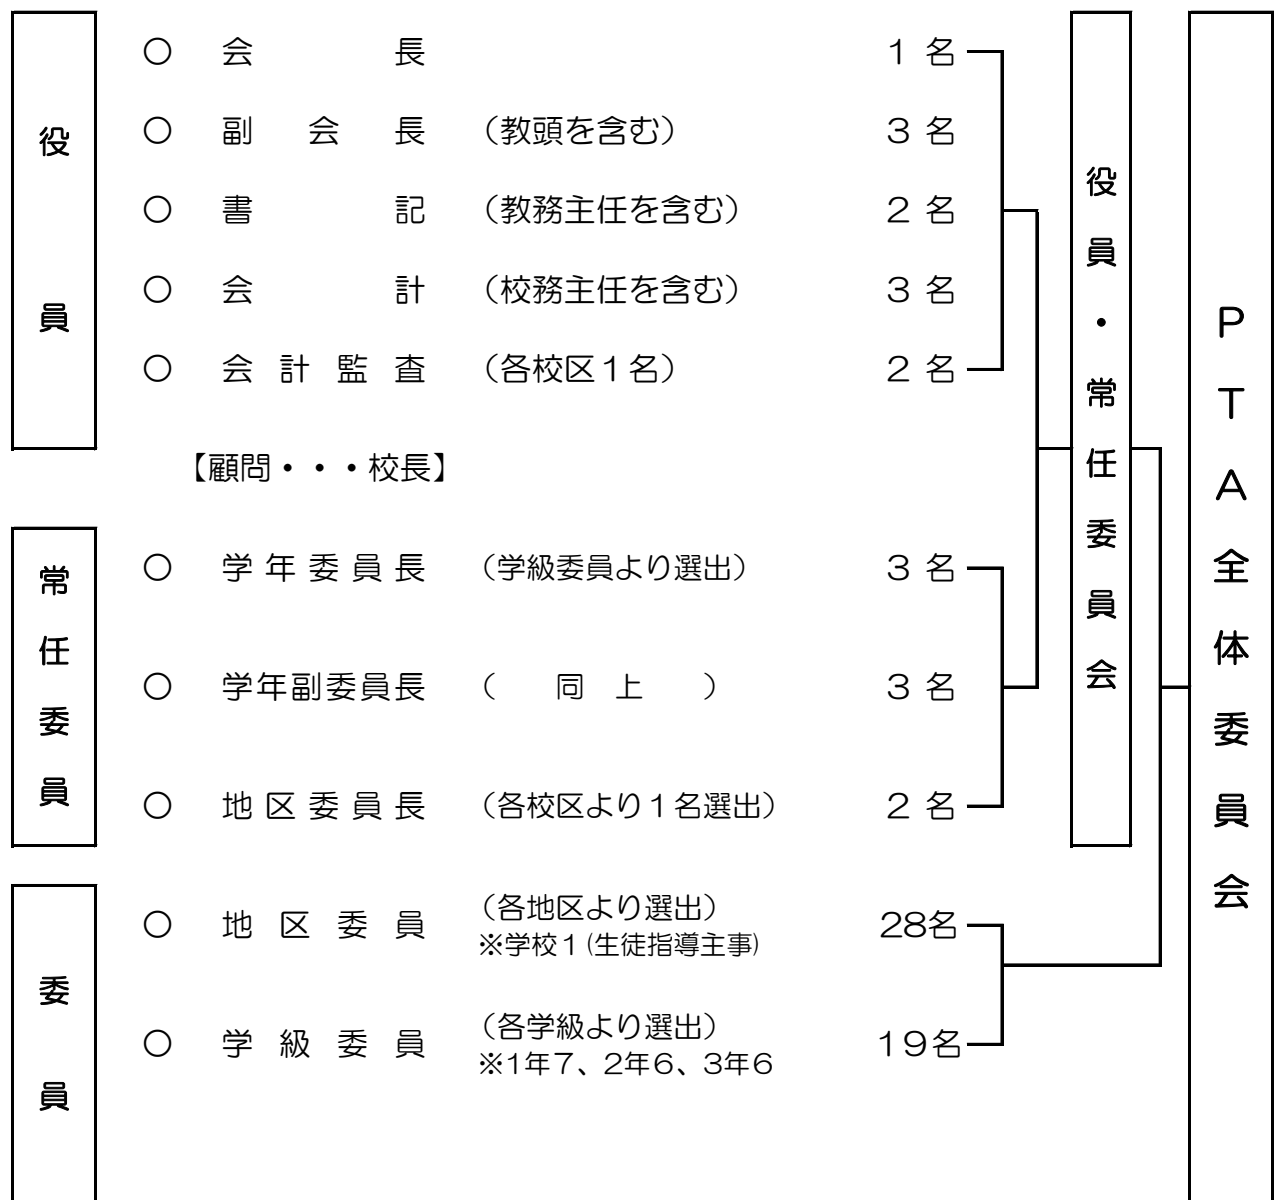 役員
○ 会長 1名
○ 副会長 （教頭を含む） 3名
○ 書記 （教務主任を含む） 2名
○ 会計 （校務主任を含む） 3名
○ 会計監査 （各校区1名） 2名
【顧問・・・校長】
常任委員
○ 学年委員長 （学級委員より選出） 3名
○ 学年副委員長 （同上） 3名
○ 地区委員長 （各校区より1名選出） 2名
委員
○ 地区委員 （各地区より選出） 28名
※学校1(生徒指導主事)
○ 学級委員 （各学級より選出） 19名
※1年7、2年6、3年6
役員・常任委員会
PTA全体委員会